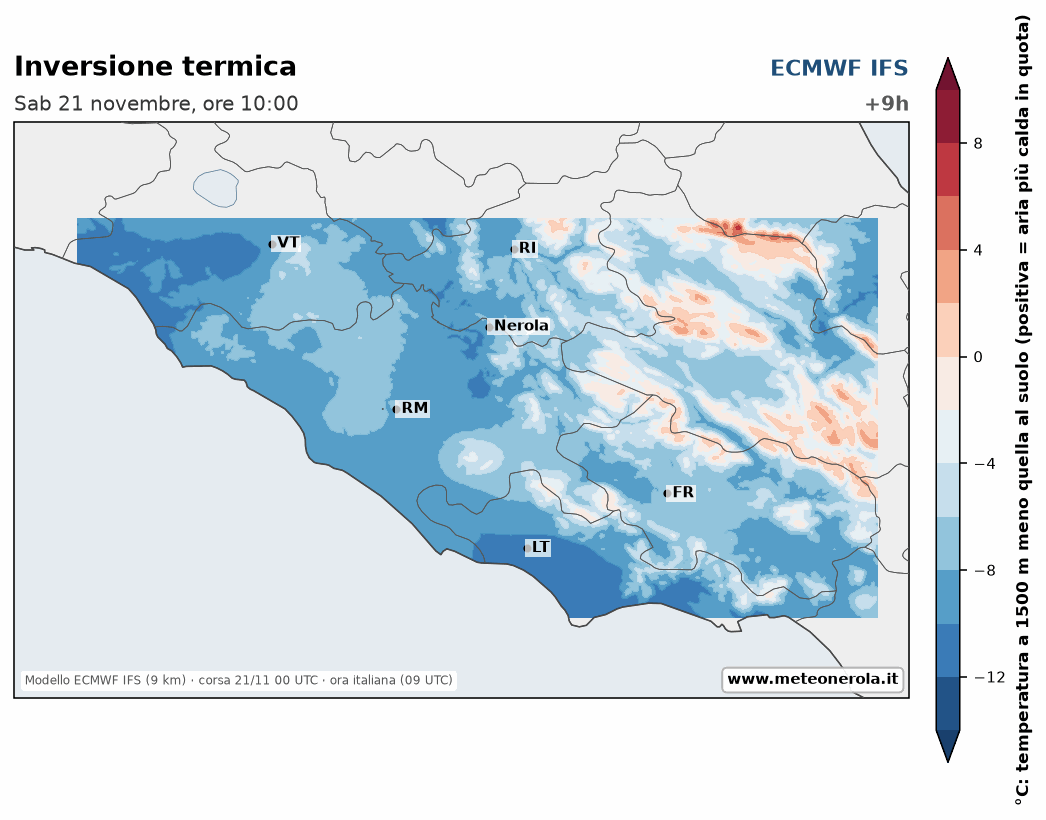 Inversione termica
ECMWF IFS
Sab 21 novembre, ore 10:00
+9h
VT
RI
Nerola
RM
FR
LT
Modello ECMWF IFS (9 km) · corsa 21/11 00 UTC · ora italiana (09 UTC)
www.meteonerola.it
8
4
0
−4
−8
−12
°C: temperatura a 1500 m meno quella al suolo (positiva = aria più calda in quota)